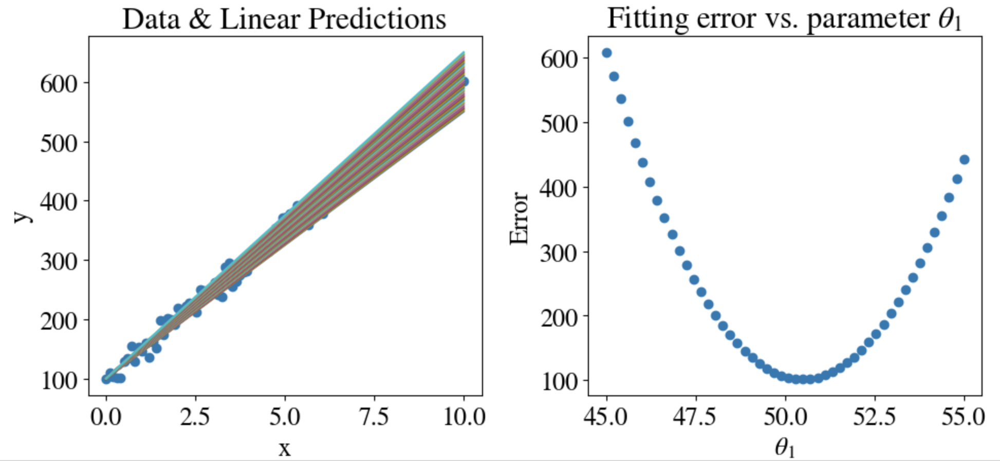 Data & Linear Predictions
600
500
400
300
200
100
y
0.0 2.5 5.0 7.5 10.0
x
Fitting error vs. parameter θ₁
600
500
400
300
200
100
Error
45.0 47.5 50.0 52.5 55.0
θ₁